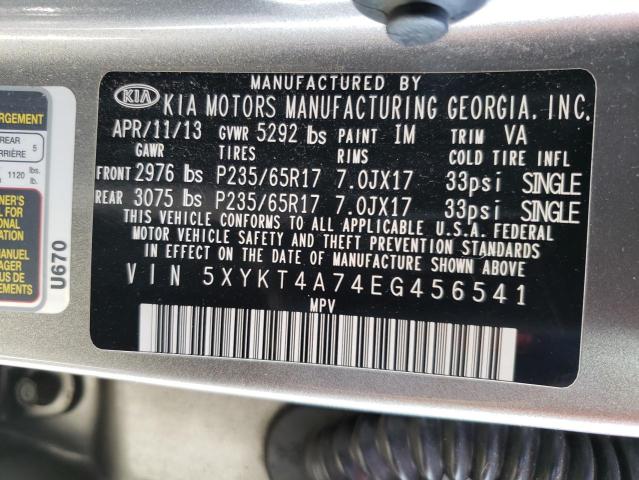 MANUFACTURED BY
KIA KIA MOTORS MANUFACTURING GEORGIA, INC.
APR/11/13 GVWR 5292 lbs PAINT IM TRIM VA
GAWR TIRES RIMS COLD TIRE INFL
FRONT 2976 lbs P235/65R17 7.0JX17 33psi SINGLE
REAR 3075 lbs P235/65R17 7.0JX17 33psi SINGLE
THIS VEHICLE CONFORMS TO ALL APPLICABLE U.S.A. FEDERAL
MOTOR VEHICLE SAFETY AND THEFT PREVENTION STANDARDS
IN EFFECT ON THE DATE OF MANUFACTURE SHOWN ABOVE.
VIN 5XYKT4A74EG456541
MPV
REAR 5
1120 lbs.
U670